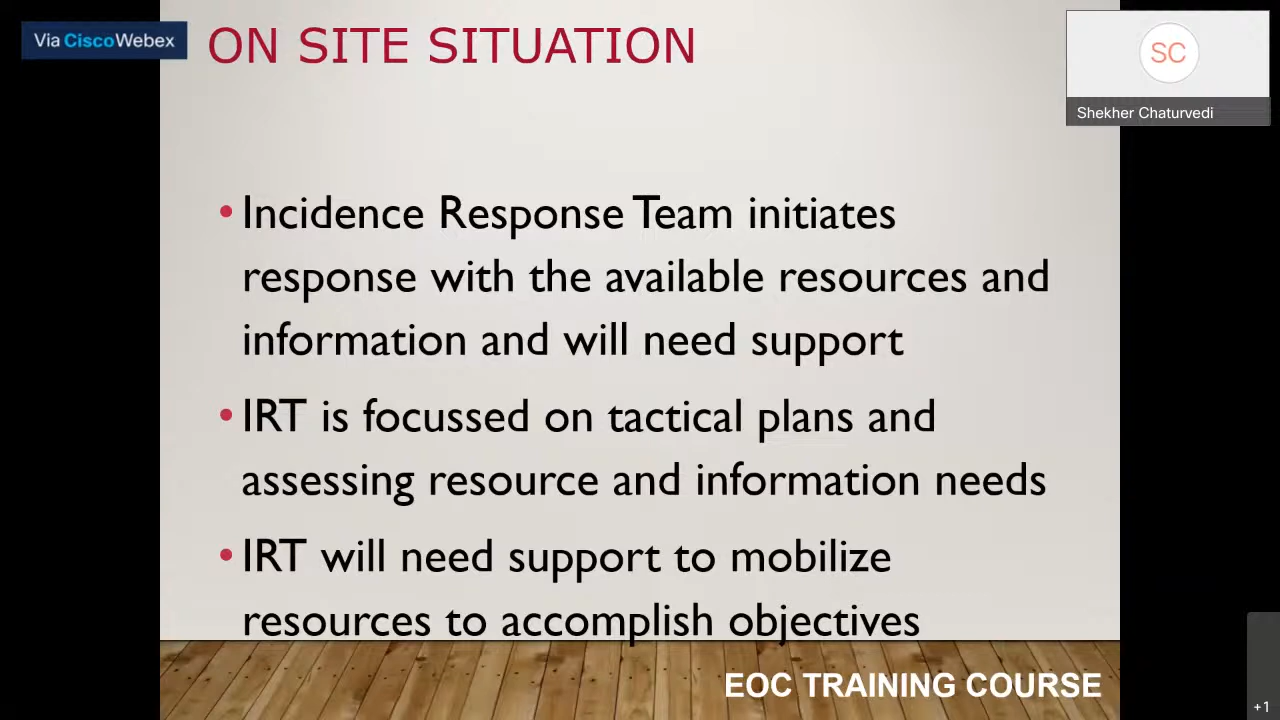 Via CiscoWebex
ON SITE SITUATION
SC
Shekher Chaturvedi
• Incidence Response Team initiates
response with the available resources and
information and will need support
• IRT is focussed on tactical plans and
assessing resource and information needs
• IRT will need support to mobilize
resources to accomplish objectives
EOC TRAINING COURSE
+1